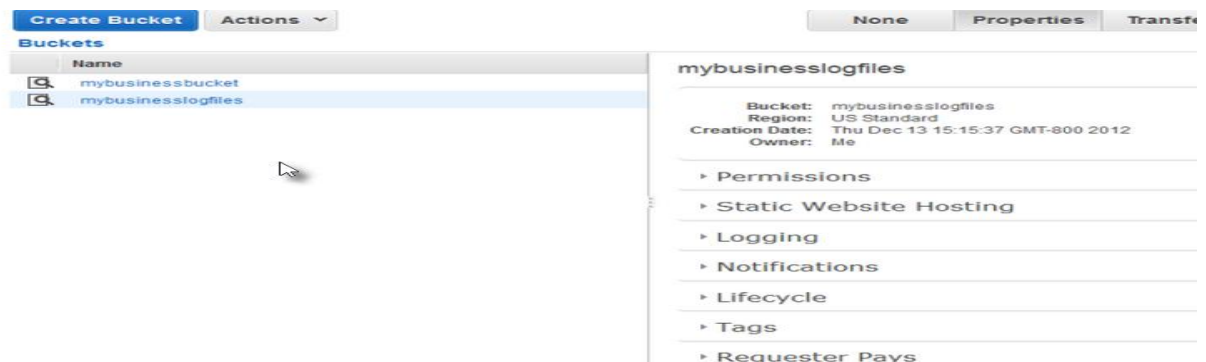 Create Bucket Actions None Properties
Buckets
Name
mybusinessbucket
mybusinesslogfiles
mybusinesslogfiles
Bucket: mybusinesslogfiles
Region: US Standard
Creation Date: Thu Dec 13 15:15:37 GMT-800 2012
Owner: Me
Permissions
Static Website Hosting
Logging
Notifications
Lifecycle
Tags
Requester Pays